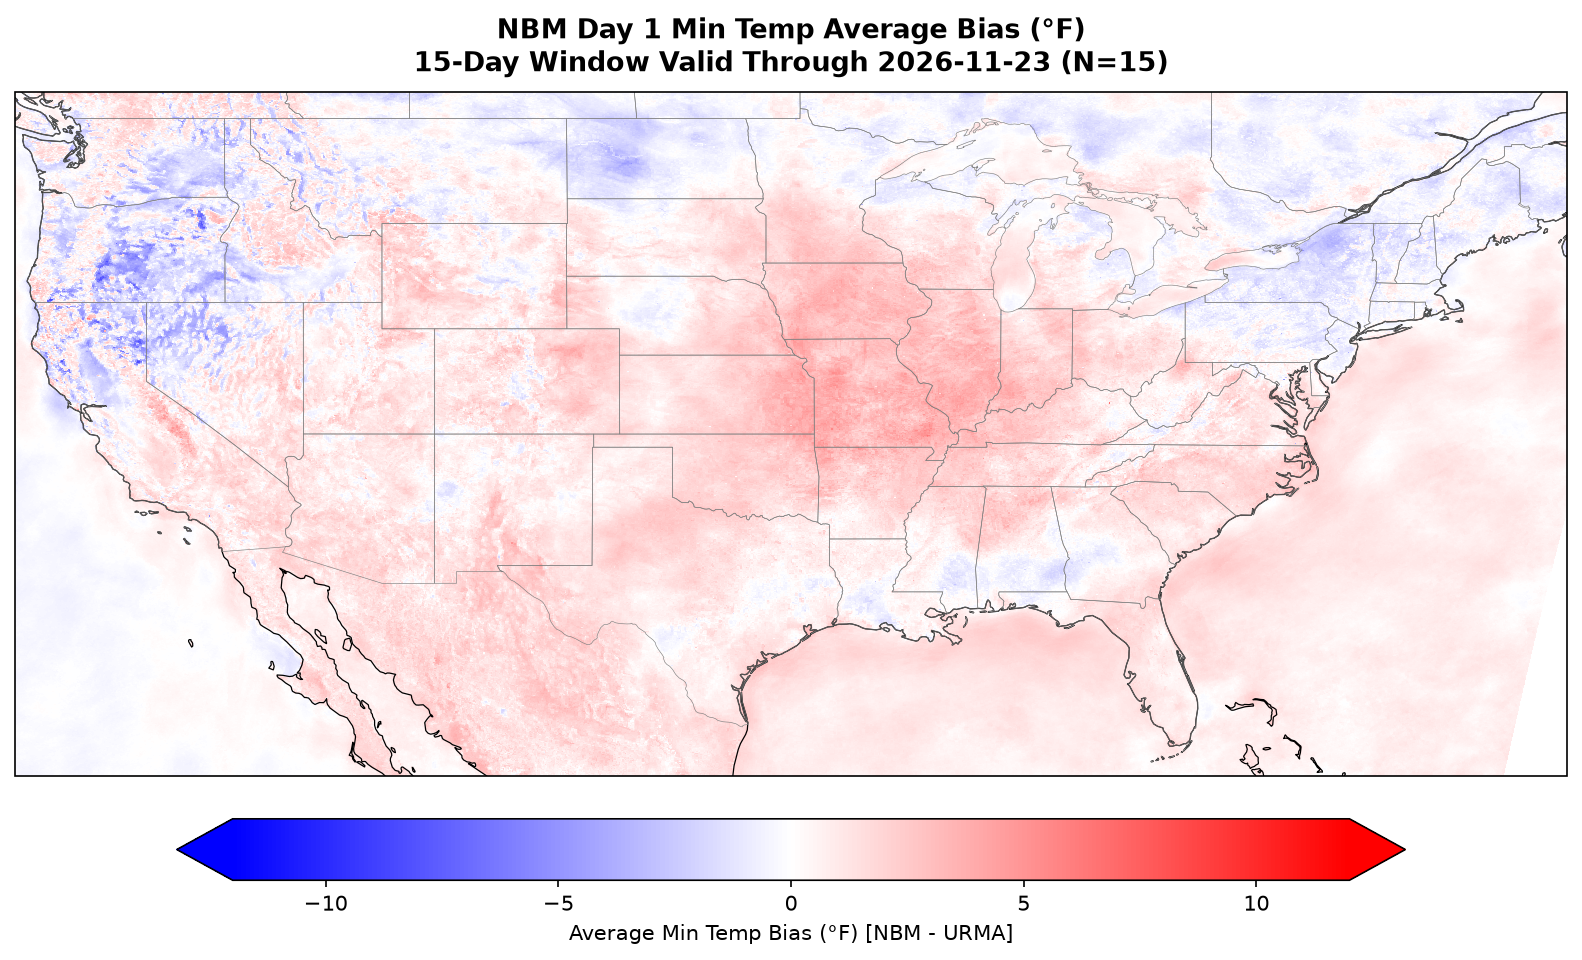 NBM Day 1 Min Temp Average Bias (°F)
15-Day Window Valid Through 2026-11-23 (N=15)
−10 −5 0 5 10
Average Min Temp Bias (°F) [NBM - URMA]